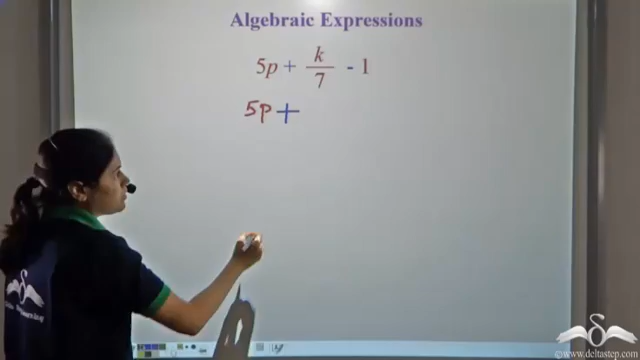 Algebraic Expressions
5p + k/7 - 1
5p +
©www.deltastep.com